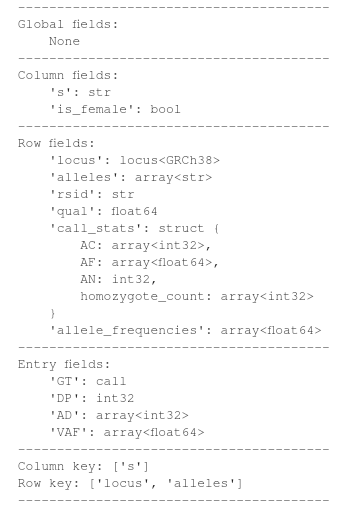 ----------------------------------------
Global fields:
    None
----------------------------------------
Column fields:
    's': str
    'is_female': bool
----------------------------------------
Row fields:
    'locus': locus<GRCh38>
    'alleles': array<str>
    'rsid': str
    'qual': float64
    'call_stats': struct {
        AC: array<int32>,
        AF: array<float64>,
        AN: int32,
        homozygote_count: array<int32>
    }
    'allele_frequencies': array<float64>
----------------------------------------
Entry fields:
    'GT': call
    'DP': int32
    'AD': array<int32>
    'VAF': array<float64>
----------------------------------------
Column key: ['s']
Row key: ['locus', 'alleles']
----------------------------------------